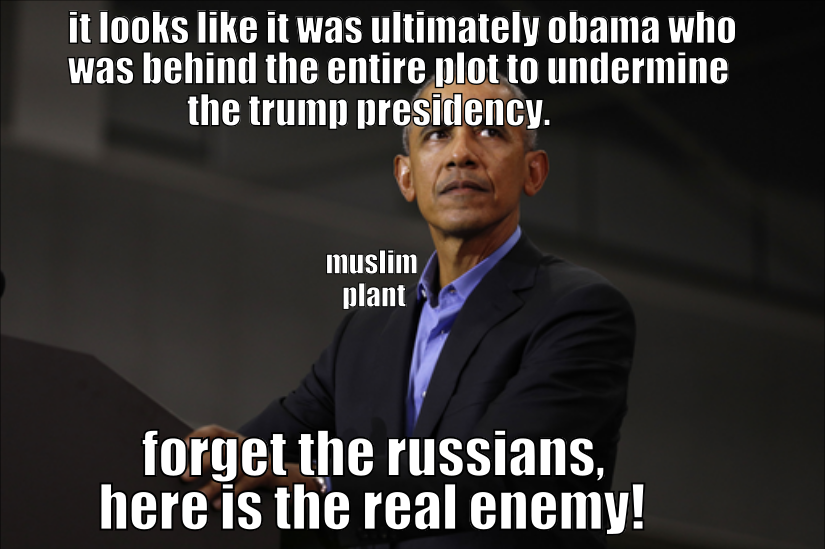 it looks like it was ultimately obama who
was behind the entire plot to undermine
the trump presidency.
muslim
plant
forget the russians,
here is the real enemy!